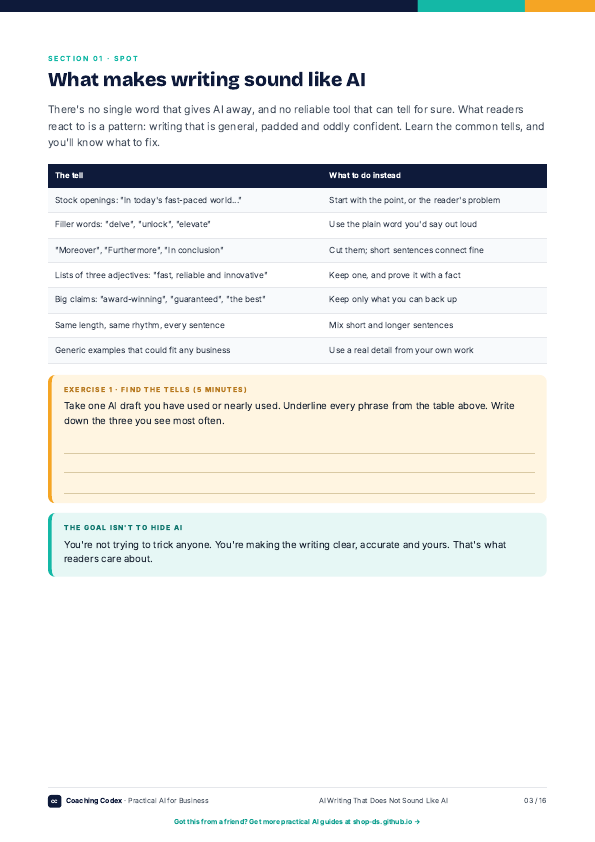 SECTION 01 · SPOT
What makes writing sound like AI
There's no single word that gives AI away, and no reliable tool that can tell for sure. What readers
react to is a pattern: writing that is general, padded and oddly confident. Learn the common tells, and
you'll know what to fix.
The tell What to do instead
Stock openings: "In today's fast-paced world..." Start with the point, or the reader's problem
Filler words: "delve", "unlock", "elevate" Use the plain word you'd say out loud
"Moreover", "Furthermore", "In conclusion" Cut them; short sentences connect fine
Lists of three adjectives: "fast, reliable and innovative" Keep one, and prove it with a fact
Big claims: "award-winning", "guaranteed", "the best" Keep only what you can back up
Same length, same rhythm, every sentence Mix short and longer sentences
Generic examples that could fit any business Use a real detail from your own work
EXERCISE 1 · FIND THE TELLS (5 MINUTES)
Take one AI draft you have used or nearly used. Underline every phrase from the table above. Write
down the three you see most often.
THE GOAL ISN'T TO HIDE AI
You're not trying to trick anyone. You're making the writing clear, accurate and yours. That's what
readers care about.
cc Coaching Codex · Practical AI for Business AI Writing That Does Not Sound Like AI 03 / 16
Got this from a friend? Get more practical AI guides at shop-ds.github.io →